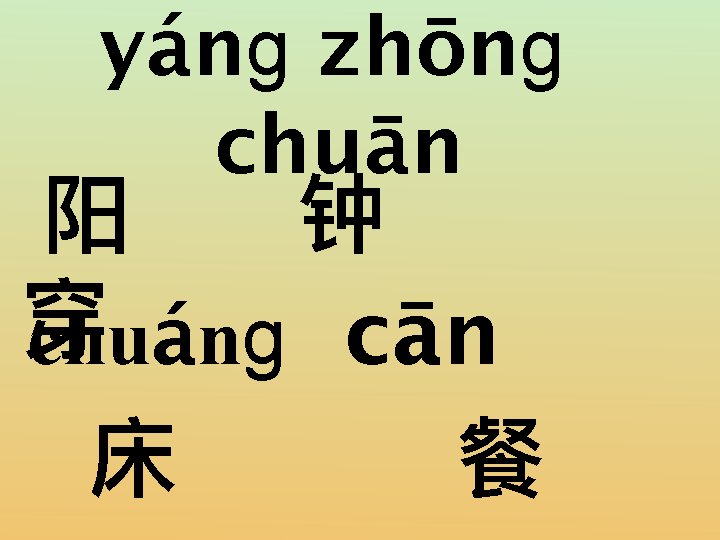 yáng zhōng
chuān
阳 钟
穿
chuáng cān
床 餐